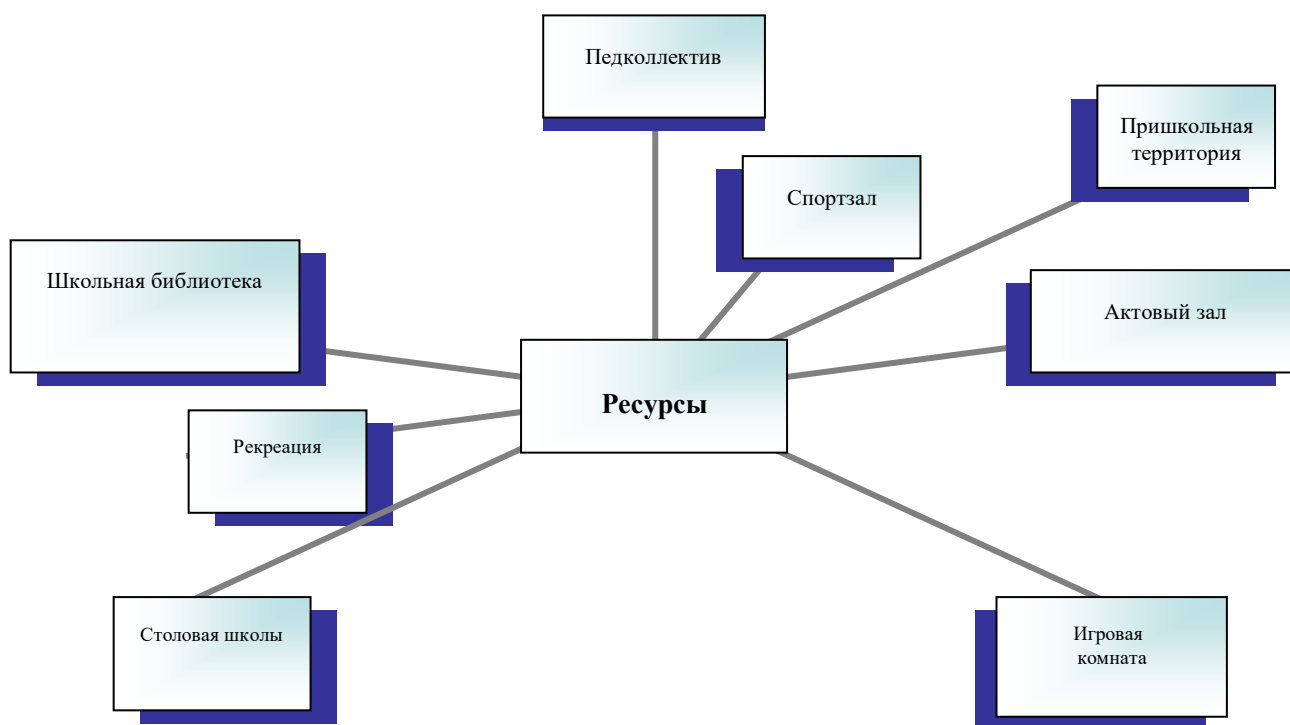 Педколлектив
Пришкольная
территория
Спортзал
Школьная библиотека
Актовый зал
Ресурсы
Рекреация
Столовая школы
Игровая
комната